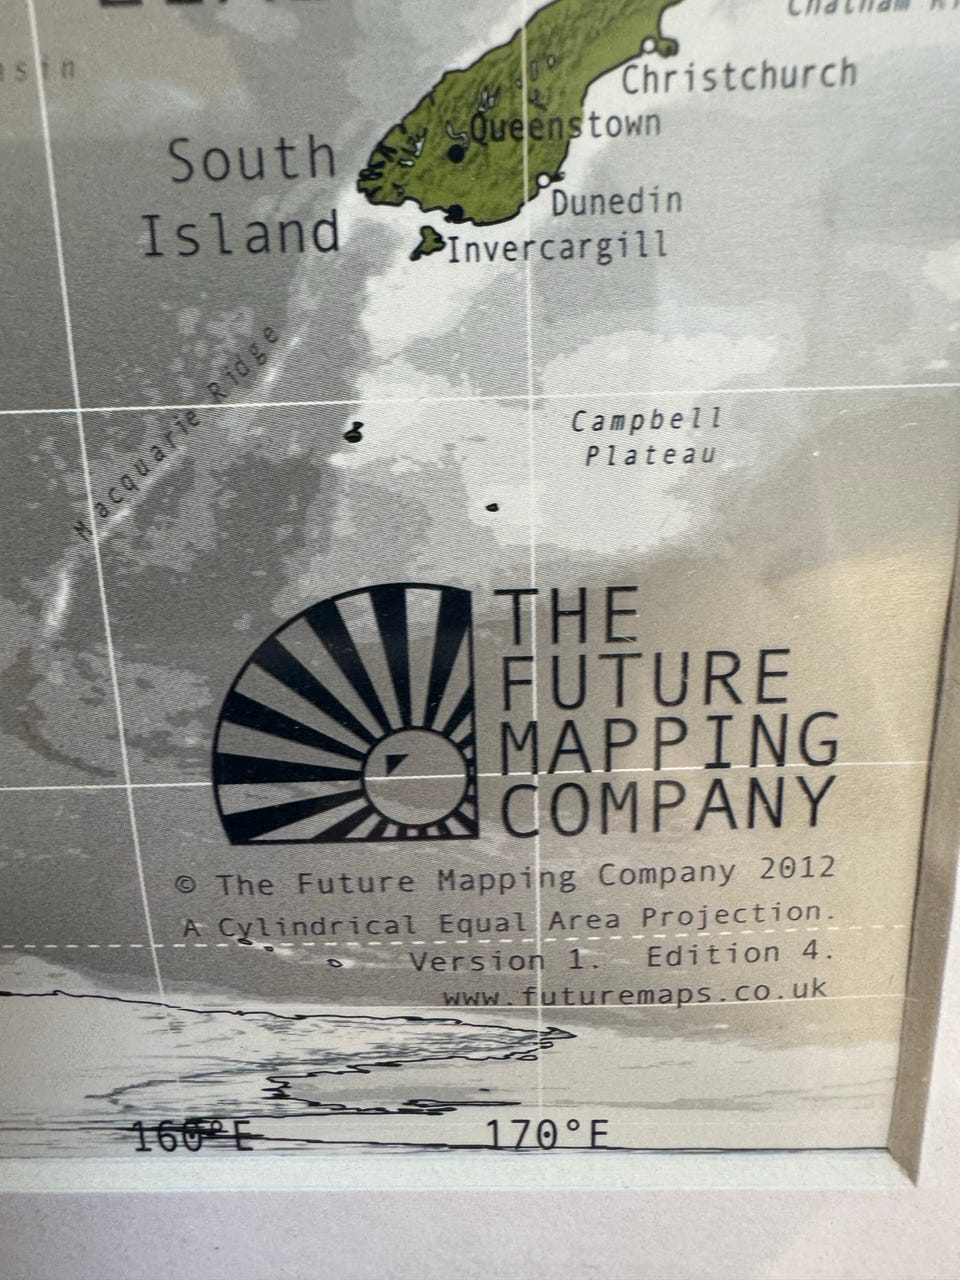 Chatham
Christchurch
Queenstown
South
Island
Dunedin
Invercargill
Macquarie Ridge
Campbell
Plateau
THE
FUTURE
MAPPING
COMPANY
© The Future Mapping Company 2012
A Cylindrical Equal Area Projection.
Version 1. Edition 4.
www.futuremaps.co.uk
160°E 170°E